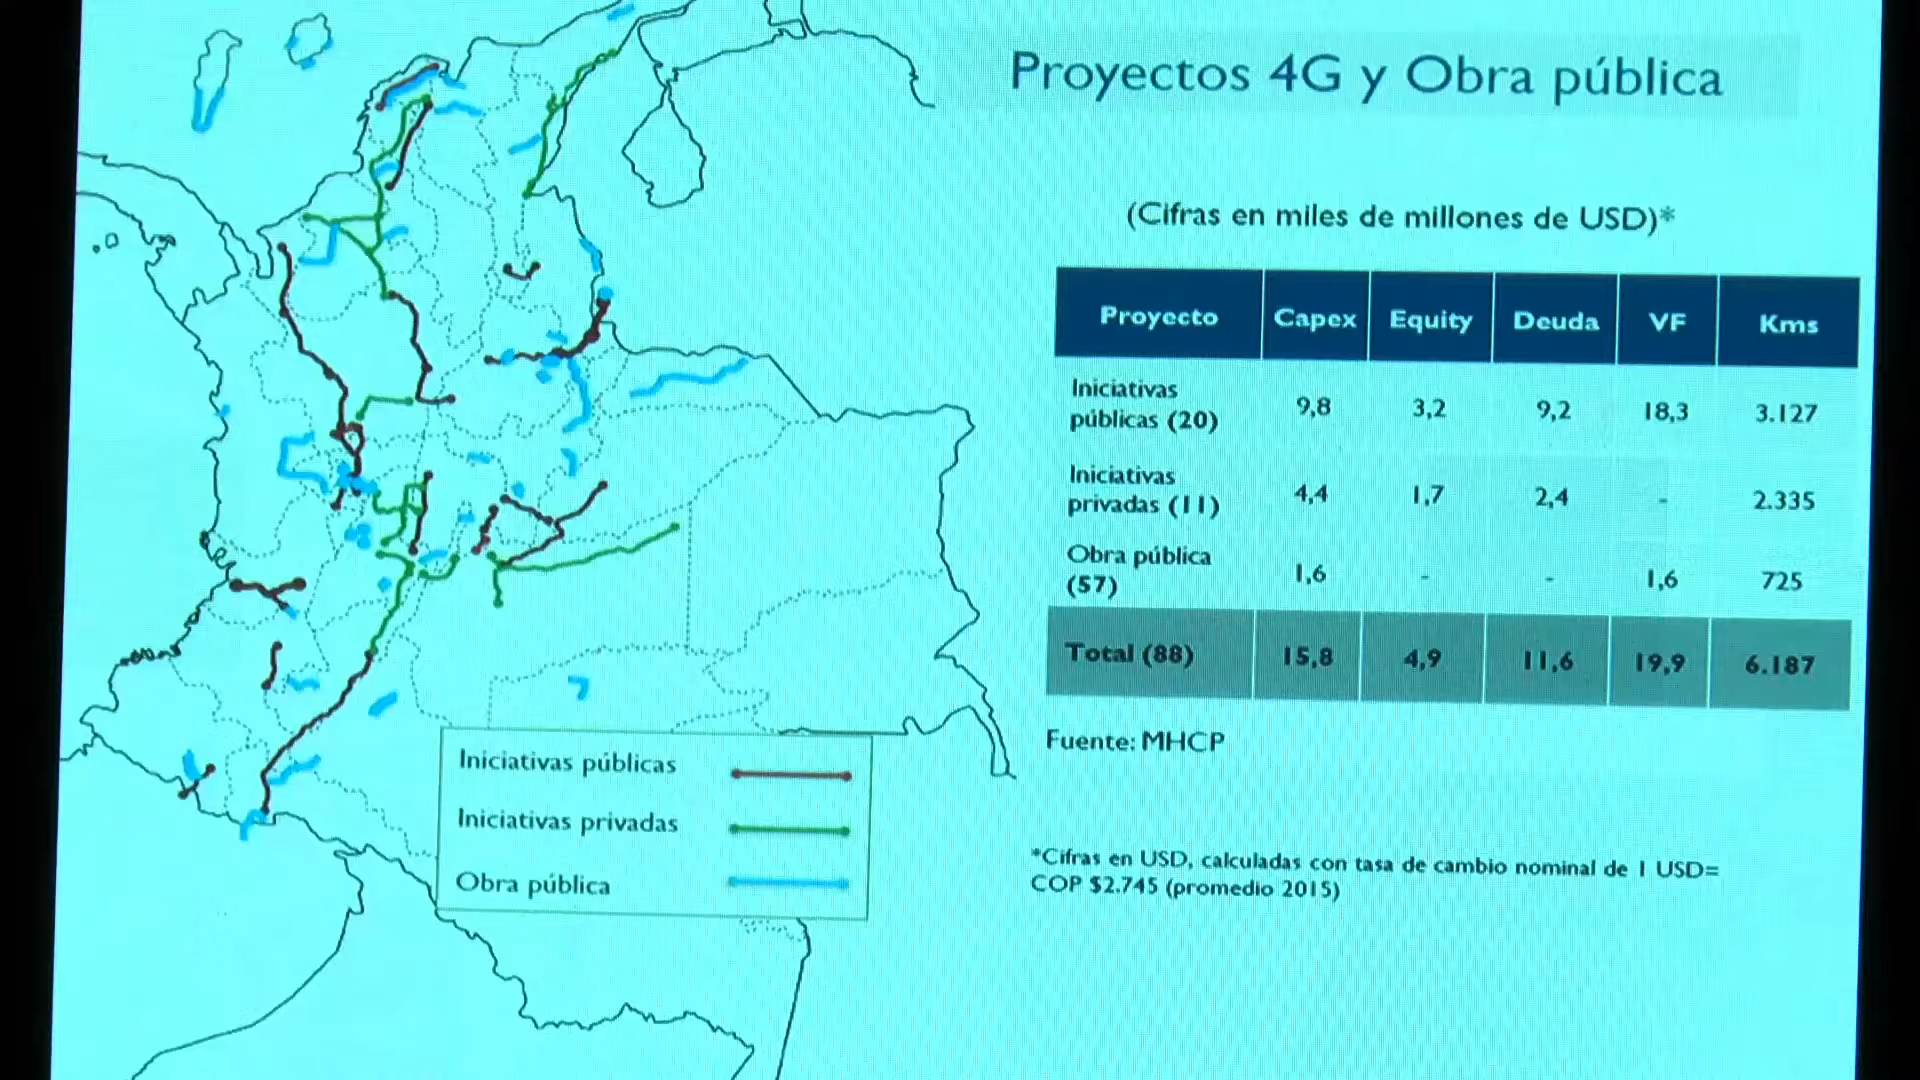 Proyectos 4G y Obra pública
(Cifras en miles de millones de USD)*
Proyecto Capex Equity Deuda VF Kms
Iniciativas
públicas (20) 9,8 3,2 9,2 18,3 3.127
Iniciativas
privadas (11) 4,4 1,7 2,4 - 2.335
Obra pública
(57) 1,6 - - 1,6 725
Total (88) 15,8 4,9 11,6 19,9 6.187
Fuente: MHCP
Iniciativas públicas
Iniciativas privadas
Obra pública
*Cifras en USD, calculadas con tasa de cambio nominal de 1 USD=
COP $2.745 (promedio 2015)